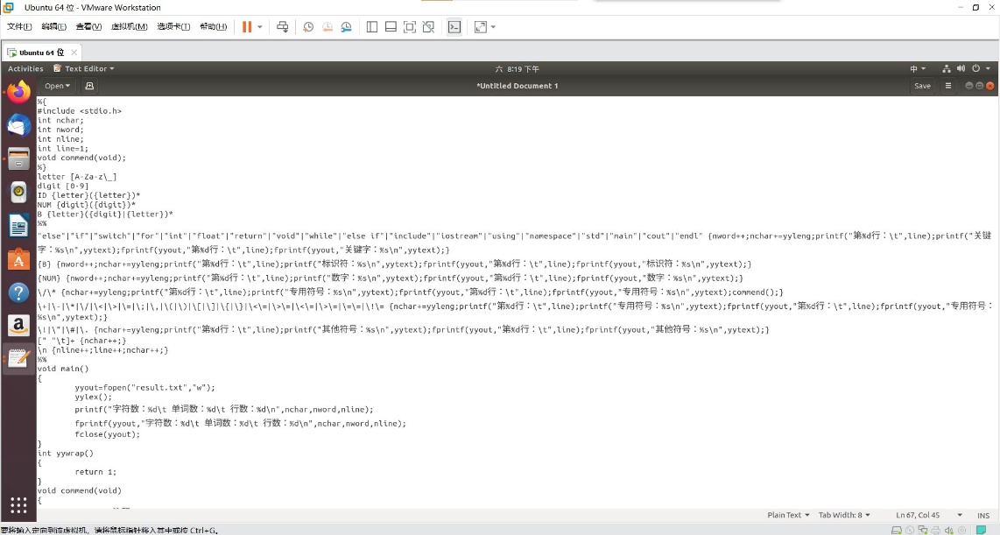 Ubuntu 64 位 - VMware Workstation
文件(F) 编辑(E) 查看(V) 虚拟机(M) 选项卡(T) 帮助(H)
Ubuntu 64 位
Activities Text Editor 六 8:19 下午 中
Open *Untitled Document 1 Save
%{
#include <stdio.h>
int nchar;
int nword;
int nline;
int line=1;
void commend(void);
%}
letter [A-Za-z\_]
digit [0-9]
ID {letter}({letter})*
NUM {digit}({digit})*
B {letter}({digit}|{letter})*
%%
"else"|"if"|"switch"|"for"|"int"|"float"|"return"|"void"|"while"|"else if"|"include"|"iostream"|"using"|"namespace"|"std"|"main"|"cout"|"endl" {nword++;nchar+=yyleng;printf("第%d行：\t",line);printf("关键
字：%s\n",yytext);fprintf(yyout,"第%d行：\t",line);fprintf(yyout,"关键字：%s\n",yytext);}
{B} {nword++;nchar+=yyleng;printf("第%d行：\t",line);printf("标识符：%s\n",yytext);fprintf(yyout,"第%d行：\t",line);fprintf(yyout,"标识符：%s\n",yytext);}
{NUM} {nword++;nchar+=yyleng;printf("第%d行：\t",line);printf("数字：%s\n",yytext);fprintf(yyout,"第%d行：\t",line);fprintf(yyout,"数字：%s\n",yytext);}
\/\* {nchar+=yyleng;printf("第%d行：\t",line);printf("专用符号：%s\n",yytext);fprintf(yyout,"第%d行：\t",line);fprintf(yyout,"专用符号：%s\n",yytext);commend();}
\+|\-|\*|\/|\<|\>|\=|\;|\,|\(|\)|\[|\]|\{|\}|\<\=|\>\=|\<\=|\>\=|\=\=|\!\= {nchar+=yyleng;printf("第%d行：\t",line);printf("专用符号：%s\n",yytext);fprintf(yyout,"第%d行：\t",line);fprintf(yyout,"专用符号：
%s\n",yytext);}
\!|\"|\#|\. {nchar+=yyleng;printf("第%d行：\t",line);printf("其他符号：%s\n",yytext);fprintf(yyout,"第%d行：\t",line);fprintf(yyout,"其他符号：%s\n",yytext);}
[" "\t]+ {nchar++;}
\n {nline++;line++;nchar++;}
%%
void main()
{
yyout=fopen("result.txt","w");
yylex();
printf("字符数：%d\t 单词数：%d\t 行数：%d\n",nchar,nword,nline);
fprintf(yyout,"字符数：%d\t 单词数：%d\t 行数：%d\n",nchar,nword,nline);
fclose(yyout);
}
int yywrap()
{
return 1;
}
void commend(void)
{
Plain Text Tab Width: 8 Ln 67, Col 45 INS
要将输入定向到该虚拟机，请将鼠标指针移入其中或按 Ctrl+G。